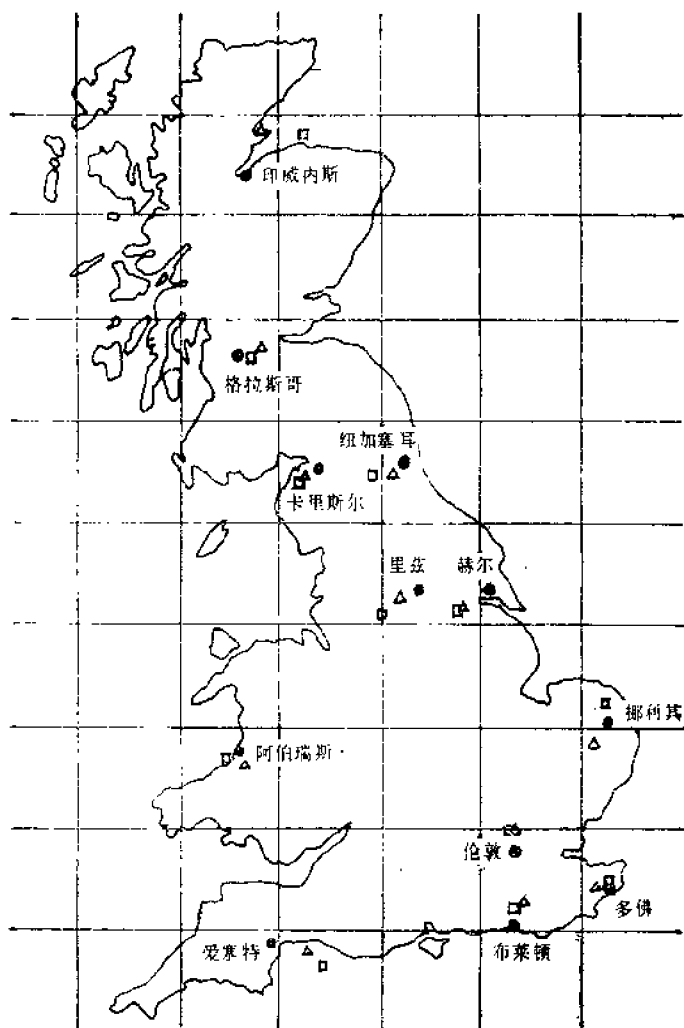 印威内斯
格拉斯哥
纽加塞耳
卡里斯尔
里兹
赫尔
挪利其
阿伯瑞斯
伦敦
多佛
爱塞特
布莱顿